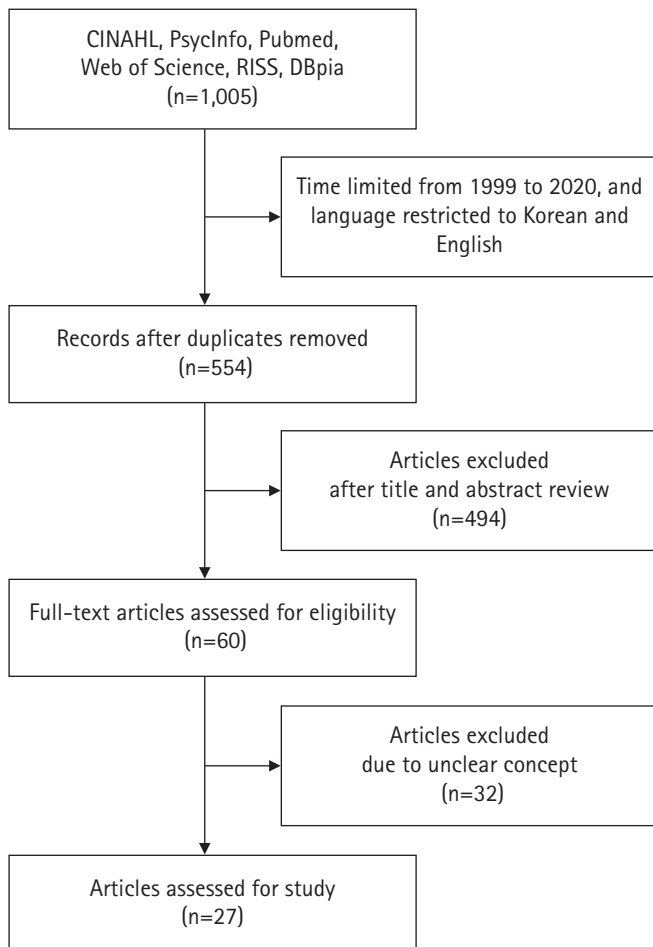 CINAHL, PsycInfo, Pubmed,
Web of Science, RISS, DBpia
(n=1,005)
Time limited from 1999 to 2020, and
language restricted to Korean and
English
Records after duplicates removed
(n=554)
Articles excluded
after title and abstract review
(n=494)
Full-text articles assessed for eligibility
(n=60)
Articles excluded
due to unclear concept
(n=32)
Articles assessed for study
(n=27)